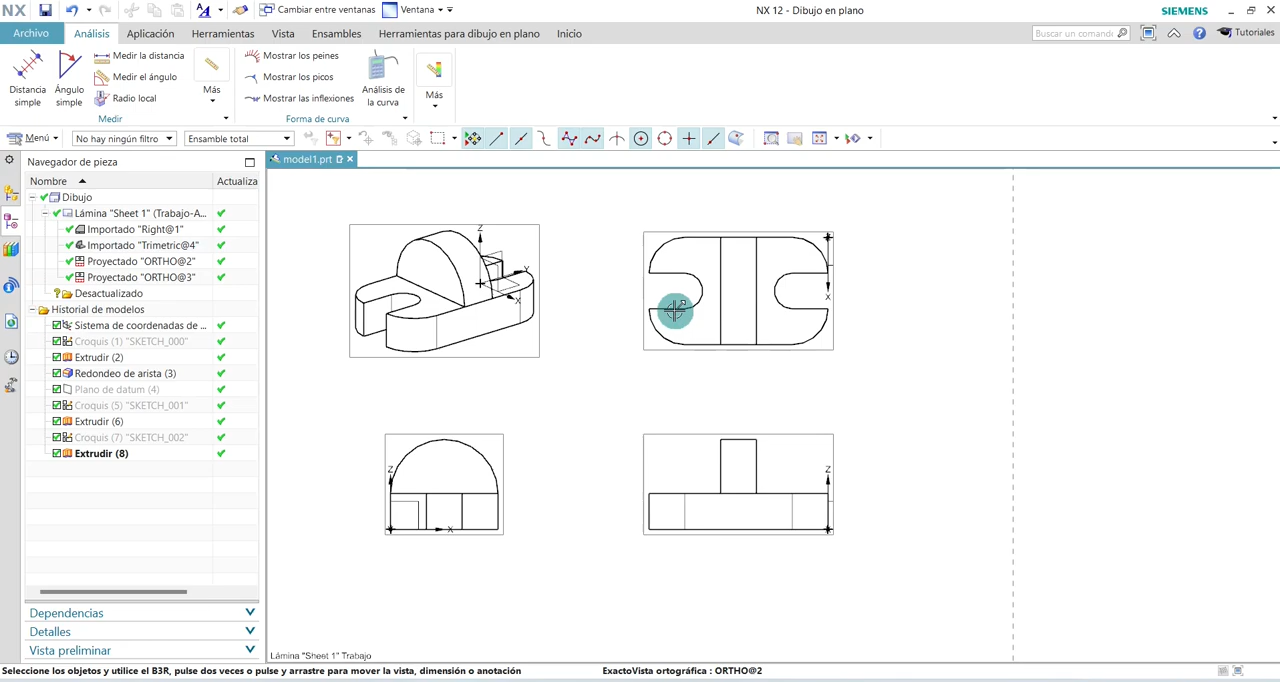 NX Cambiar entre ventanas Ventana NX 12 - Dibujo en plano SIEMENS
Archivo Análisis Aplicación Herramientas Vista Ensambles Herramientas para dibujo en plano Inicio Buscar un comando Tutoriales
Distancia simple
Ángulo simple
Medir la distancia
Medir el ángulo
Radio local
Más
Medir
Mostrar los peines
Mostrar los picos
Mostrar las inflexiones
Análisis de la curva
Forma de curva
Más
Menú No hay ningún filtro Ensamble total
Navegador de pieza
model1.prt
Nombre Actualiza
Dibujo
Lámina "Sheet 1" (Trabajo-A...
Importado "Right@1"
Importado "Trimetric@4"
Proyectado "ORTHO@2"
Proyectado "ORTHO@3"
Desactualizado
Historial de modelos
Sistema de coordenadas de ...
Croquis (1) "SKETCH_000"
Extrudir (2)
Redondeo de arista (3)
Plano de datum (4)
Croquis (5) "SKETCH_001"
Extrudir (6)
Croquis (7) "SKETCH_002"
Extrudir (8)
Dependencias
Detalles
Vista preliminar
Z
Y
X
X
Z
X
Z
Lámina "Sheet 1" Trabajo
Seleccione los objetos y utilice el B3R, pulse dos veces o pulse y arrastre para mover la vista, dimensión o anotación ExactoVista ortográfica : ORTHO@2